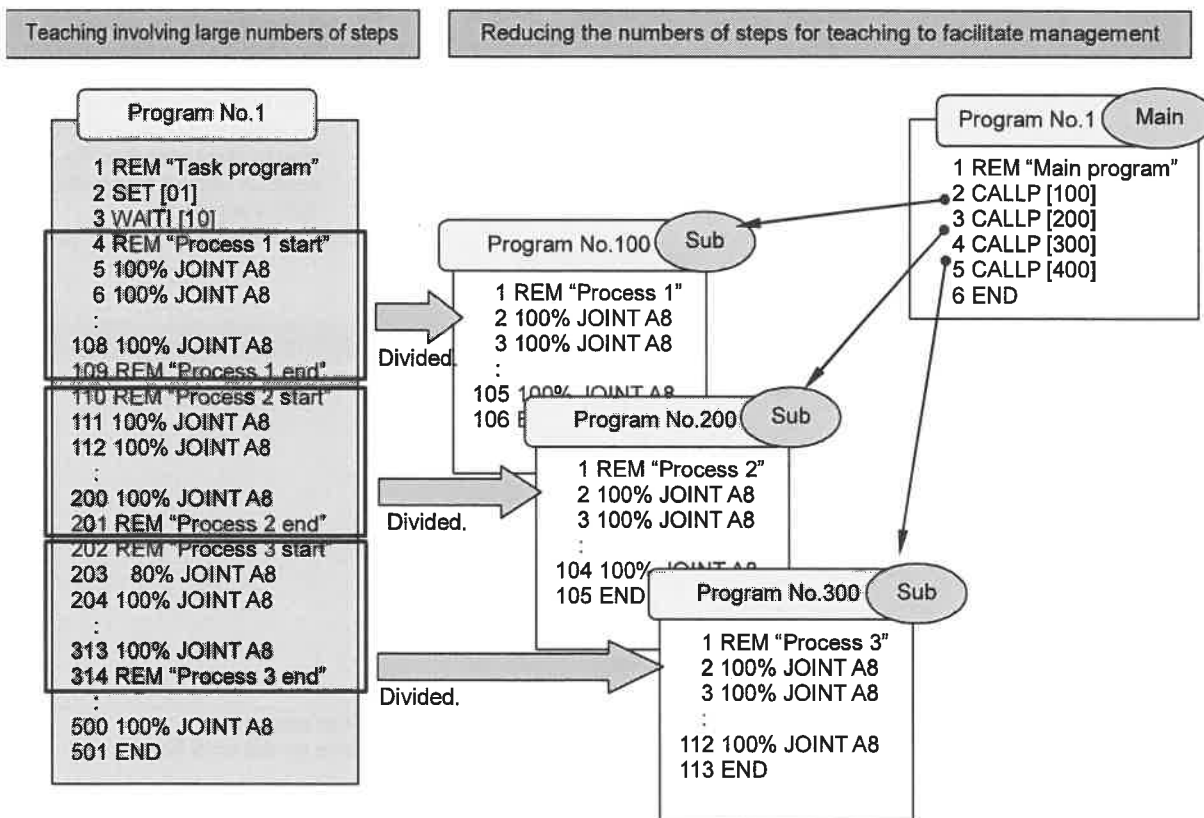 Teaching involving large numbers of steps
Reducing the numbers of steps for teaching to facilitate management
Program No.1
1 REM “Task program”
2 SET [01]
3 WAITI [10]
4 REM “Process 1 start”
5 100% JOINT A8
6 100% JOINT A8
:
108 100% JOINT A8
109 REM “Process 1 end”
110 REM “Process 2 start”
111 100% JOINT A8
112 100% JOINT A8
:
200 100% JOINT A8
201 REM “Process 2 end”
202 REM “Process 3 start”
203 80% JOINT A8
204 100% JOINT A8
:
313 100% JOINT A8
314 REM “Process 3 end”
:
500 100% JOINT A8
501 END
Divided.
Divided.
Divided.
Program No.100
Sub
1 REM “Process 1”
2 100% JOINT A8
3 100% JOINT A8
:
105 100% JOINT A8
106 E
Program No.200
Sub
1 REM “Process 2”
2 100% JOINT A8
3 100% JOINT A8
:
104 100%
105 END
Program No.300
Sub
1 REM “Process 3”
2 100% JOINT A8
3 100% JOINT A8
:
112 100% JOINT A8
113 END
Program No.1
Main
1 REM “Main program”
2 CALLP [100]
3 CALLP [200]
4 CALLP [300]
5 CALLP [400]
6 END